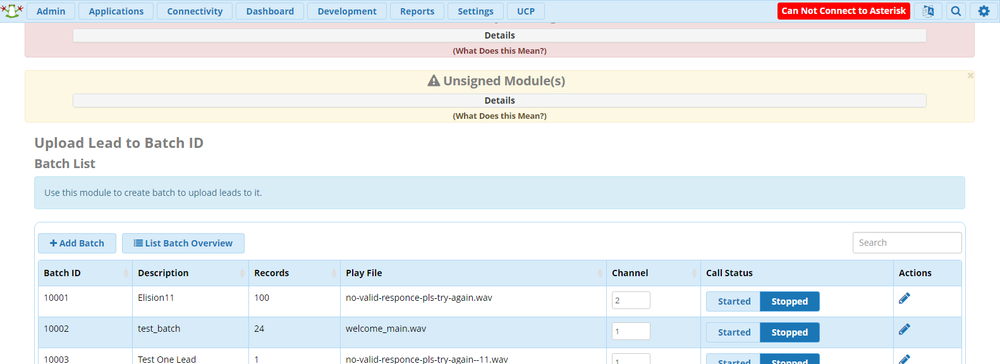 Admin Applications Connectivity Dashboard Development Reports Settings UCP Can Not Connect to Asterisk
Details
(What Does this Mean?)
Unsigned Module(s)
Details
(What Does this Mean?)
Upload Lead to Batch ID
Batch List
Use this module to create batch to upload leads to it.
Add Batch List Batch Overview Search
Batch ID Description Records Play File Channel Call Status Actions
10001 Elision11 100 no-valid-responce-pls-try-again.wav 2 Started Stopped
10002 test_batch 24 welcome_main.wav 1 Started Stopped
10003 Test One Lead 1 no-valid-responce-pls-try-again--11.wav 1 Started Stopped